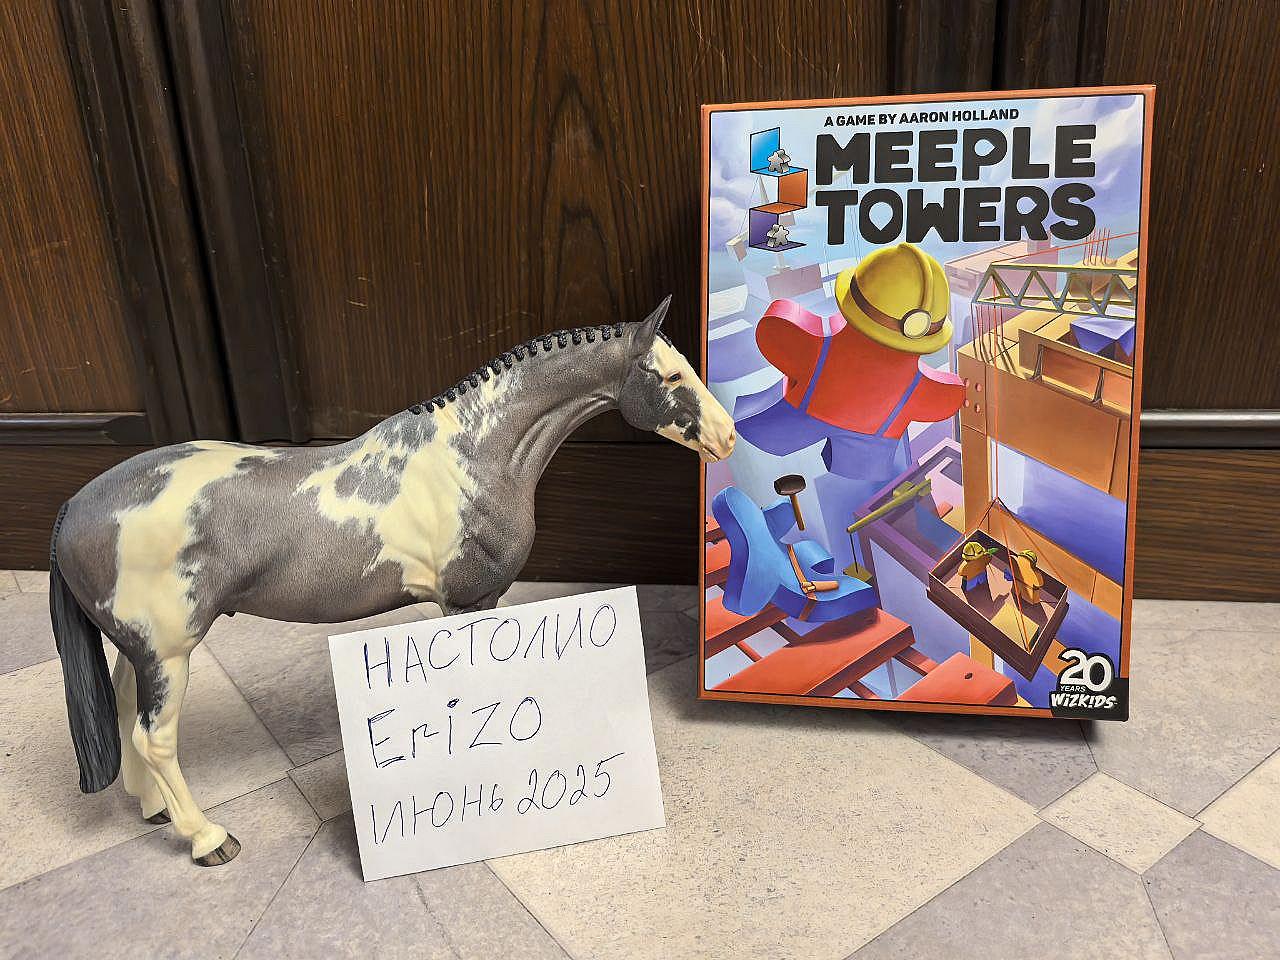 A GAME BY AARON HOLLAND
MEEPLE
TOWERS
НАСТОЛИО
ErizO
ИЮНЬ 2025
20
YEARS
WIZKIDS